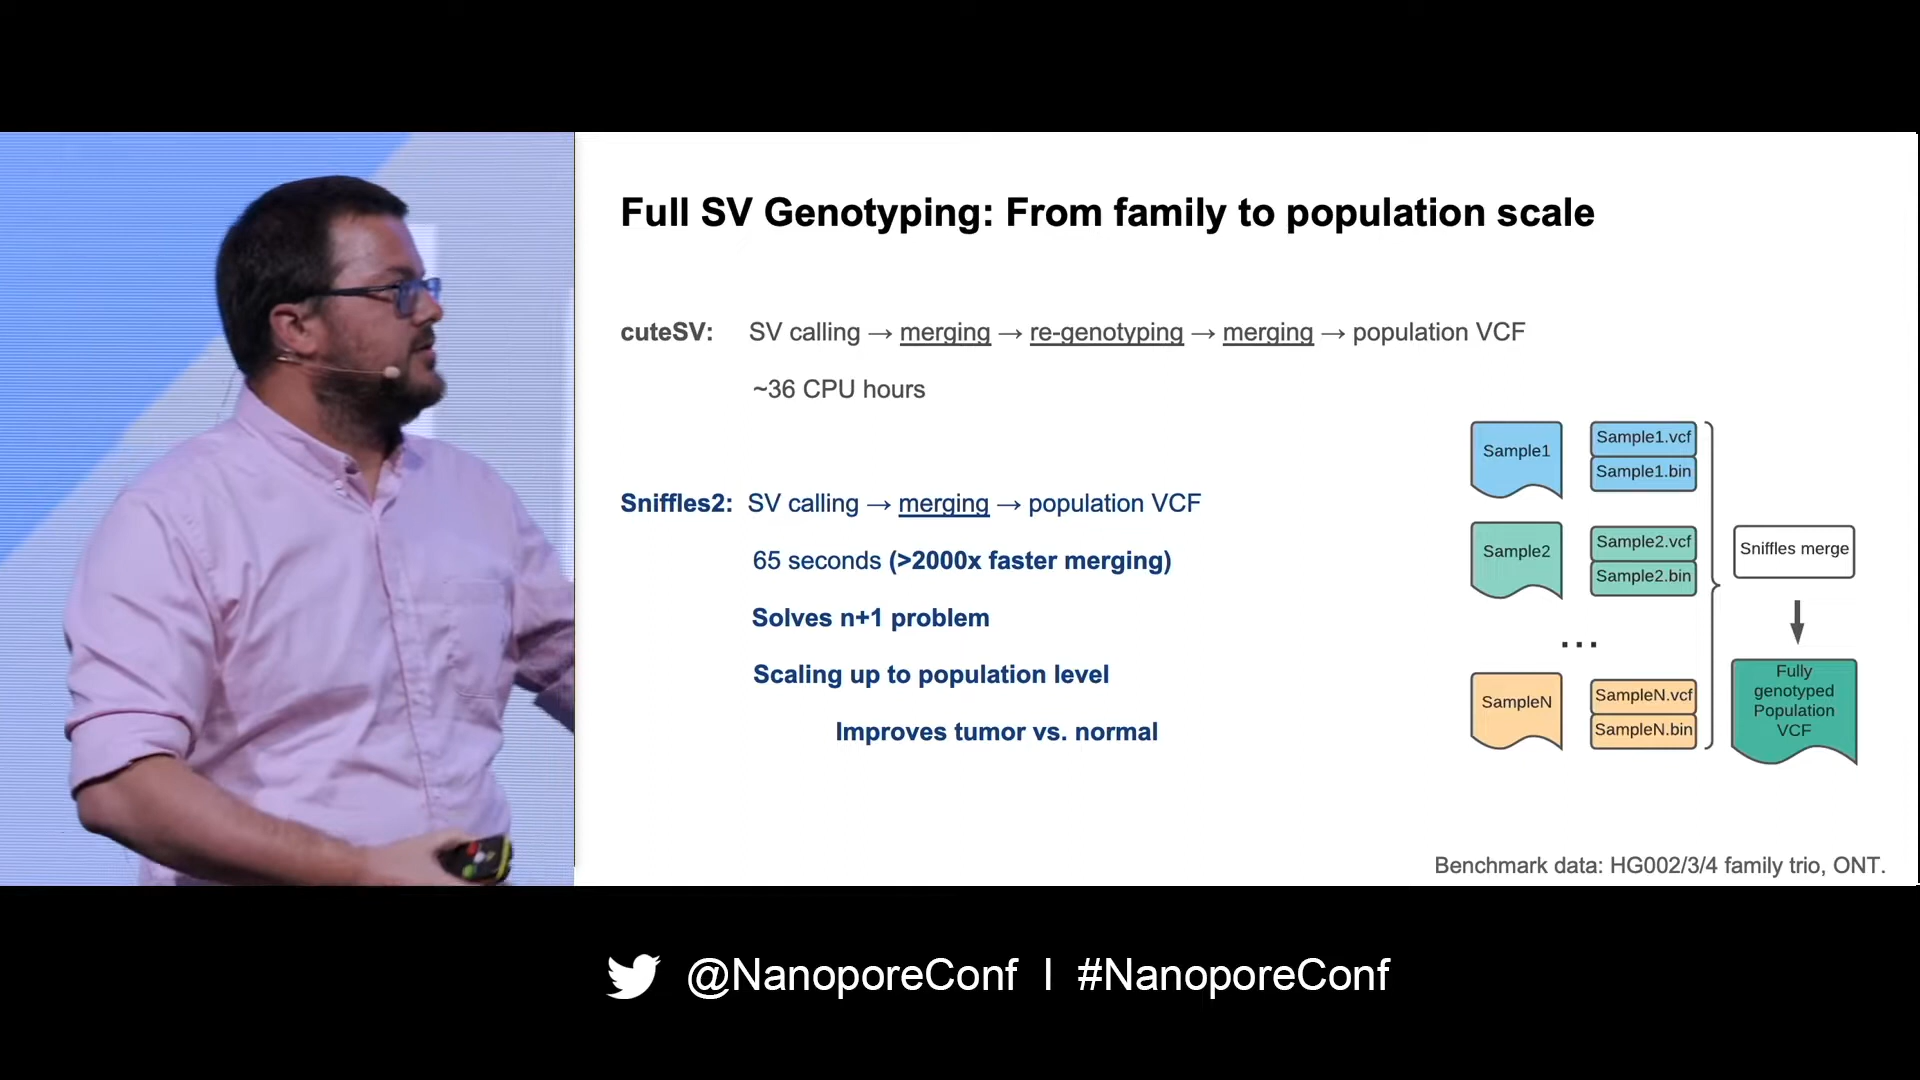 Full SV Genotyping: From family to population scale
cuteSV: SV calling → merging → re-genotyping → merging → population VCF
~36 CPU hours
Sniffles2: SV calling → merging → population VCF
65 seconds (>2000x faster merging)
Solves n+1 problem
Scaling up to population level
Improves tumor vs. normal
Sample1
Sample1.vcf
Sample1.bin
Sample2
Sample2.vcf
Sample2.bin
...
SampleN
SampleN.vcf
SampleN.bin
Sniffles merge
Fully
genotyped
Population
VCF
Benchmark data: HG002/3/4 family trio, ONT.
@NanoporeConf | #NanoporeConf